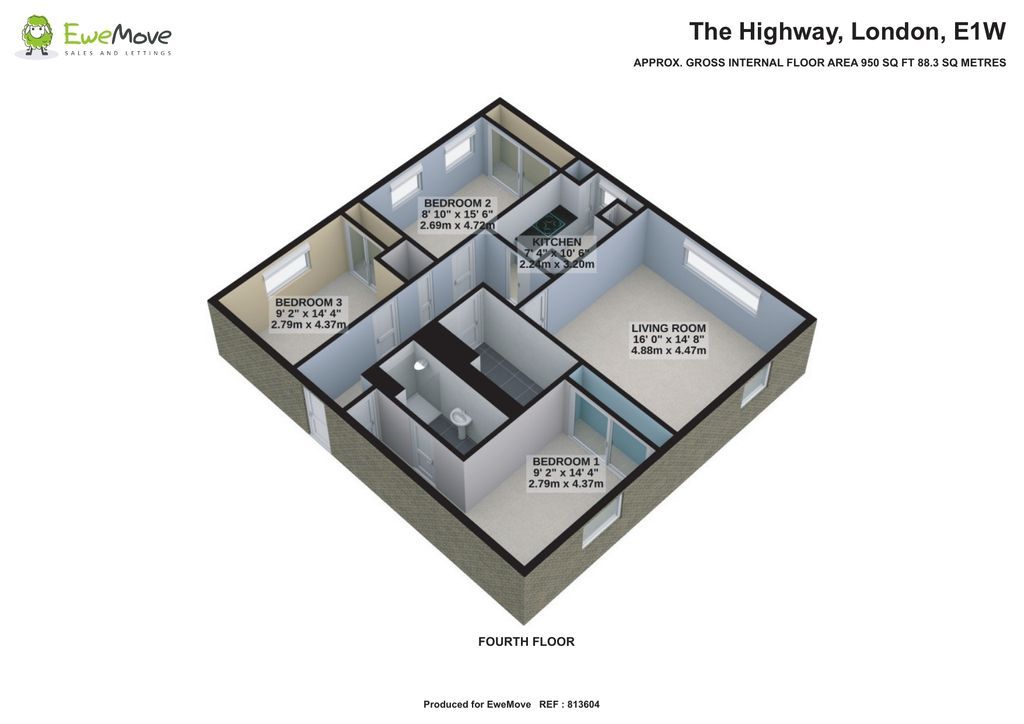 EweMove
SALES AND LETTINGS
The Highway, London, E1W
APPROX. GROSS INTERNAL FLOOR AREA 950 SQ FT 88.3 SQ METRES
BEDROOM 2
8' 10" x 15' 6"
2.69m x 4.72m
KITCHEN
7' 4" x 10' 6"
2.24m x 3.20m
BEDROOM 3
9' 2" x 14' 4"
2.79m x 4.37m
LIVING ROOM
16' 0" x 14' 8"
4.88m x 4.47m
BEDROOM 1
9' 2" x 14' 4"
2.79m x 4.37m
FOURTH FLOOR
Produced for EweMove REF : 813604